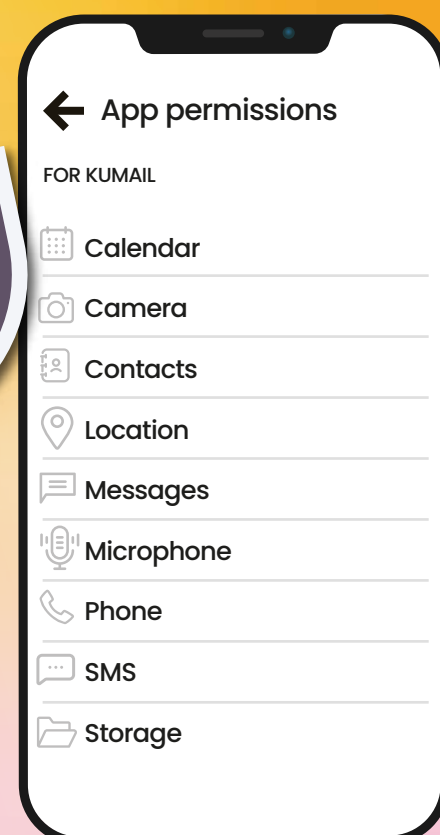 App permissions
FOR KUMAIL
Calendar
Camera
Contacts
Location
Messages
Microphone
Phone
SMS
Storage